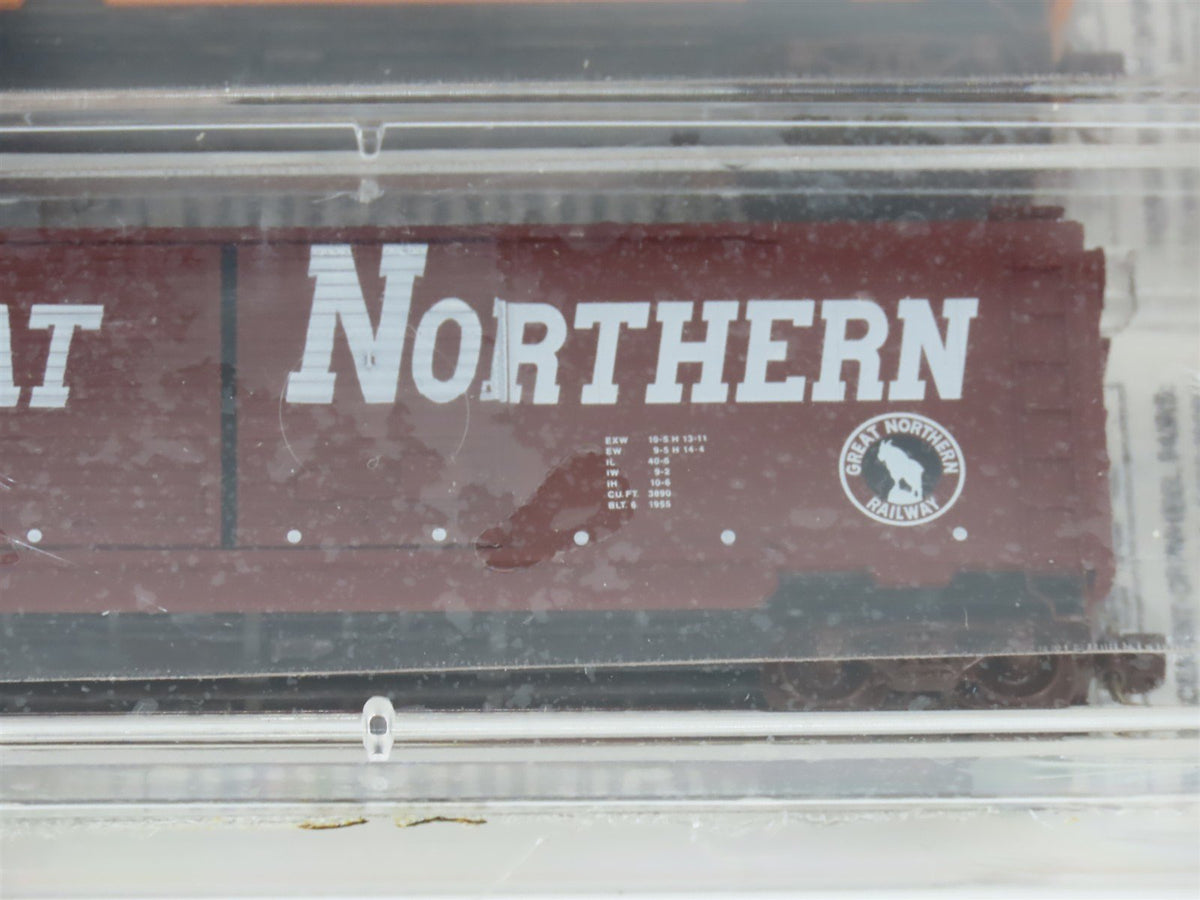 AT NORTHERN
EXW 10-5 H 13-11
EW 9-5 H 14-4
IL 40-6
IW 9-2
IH 10-6
CU. FT. 3890
BLT. 6 1955
GREAT NORTHERN
RAILWAY